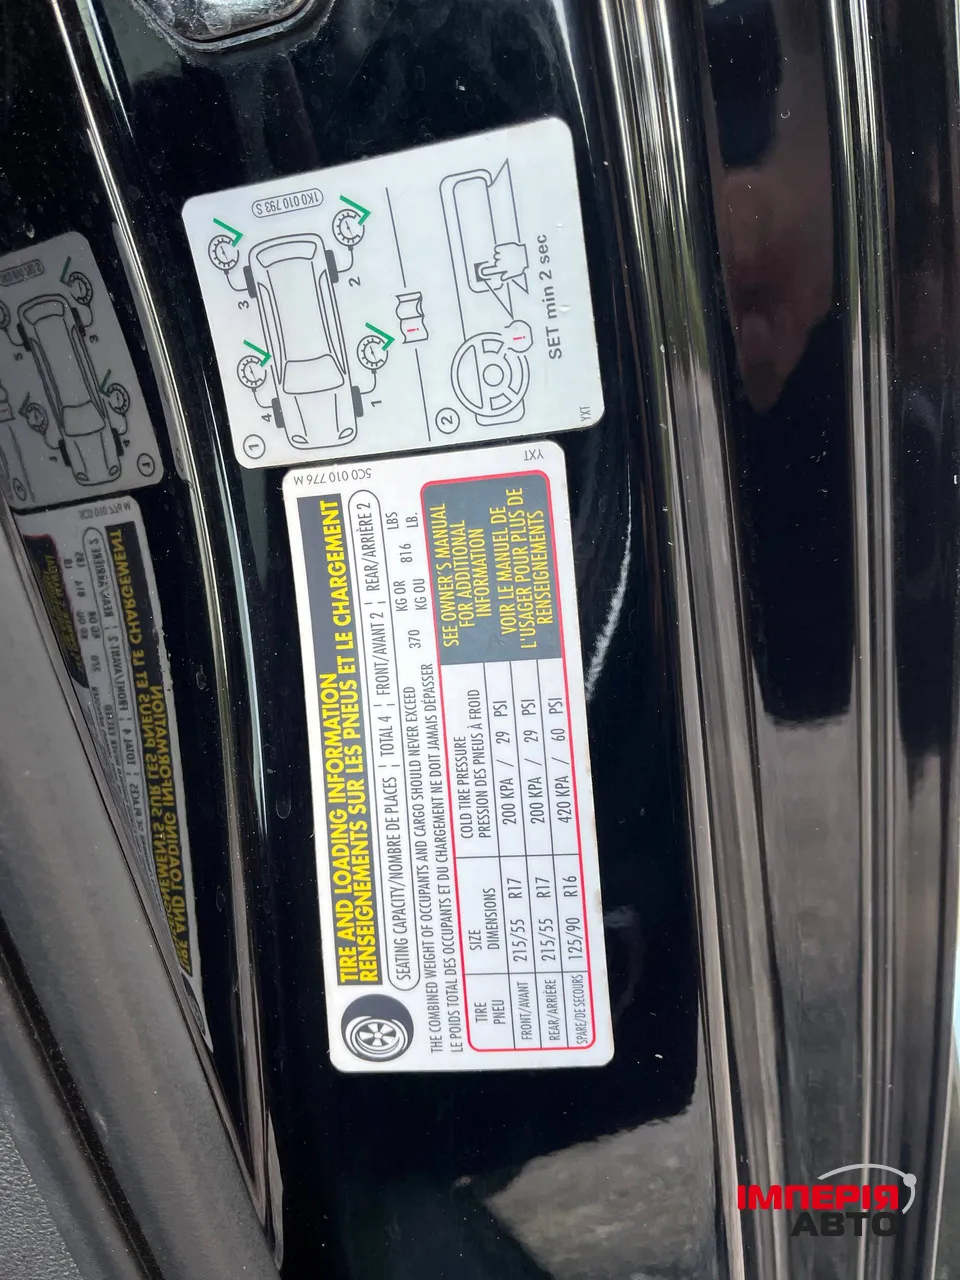 1K0 010 793 S
3
2
4
1
1
!
2
!
SET min 2 sec
YXT
5C0 010 776 M
YXT
TIRE AND LOADING INFORMATION
RENSEIGNEMENTS SUR LES PNEUS ET LE CHARGEMENT
SEATING CAPACITY/NOMBRE DE PLACES | TOTAL 4 | FRONT/AVANT 2 | REAR/ARRIÈRE 2
THE COMBINED WEIGHT OF OCCUPANTS AND CARGO SHOULD NEVER EXCEED 370 KG OR 816 LBS
LE POIDS TOTAL DES OCCUPANTS ET DU CHARGEMENT NE DOIT JAMAIS DÉPASSER KG OU LB.
TIRE SIZE COLD TIRE PRESSURE
PNEU DIMENSIONS PRESSION DES PNEUS À FROID
FRONT/AVANT 215/55 R17 200 KPA / 29 PSI
REAR/ARRIÈRE 215/55 R17 200 KPA / 29 PSI
SPARE/DE SECOURS 125/90 R16 420 KPA / 60 PSI
SEE OWNER'S MANUAL
FOR ADDITIONAL
INFORMATION
VOIR LE MANUEL DE
L'USAGER POUR PLUS DE
RENSEIGNEMENTS
ІМПЕРІЯ
АВТО